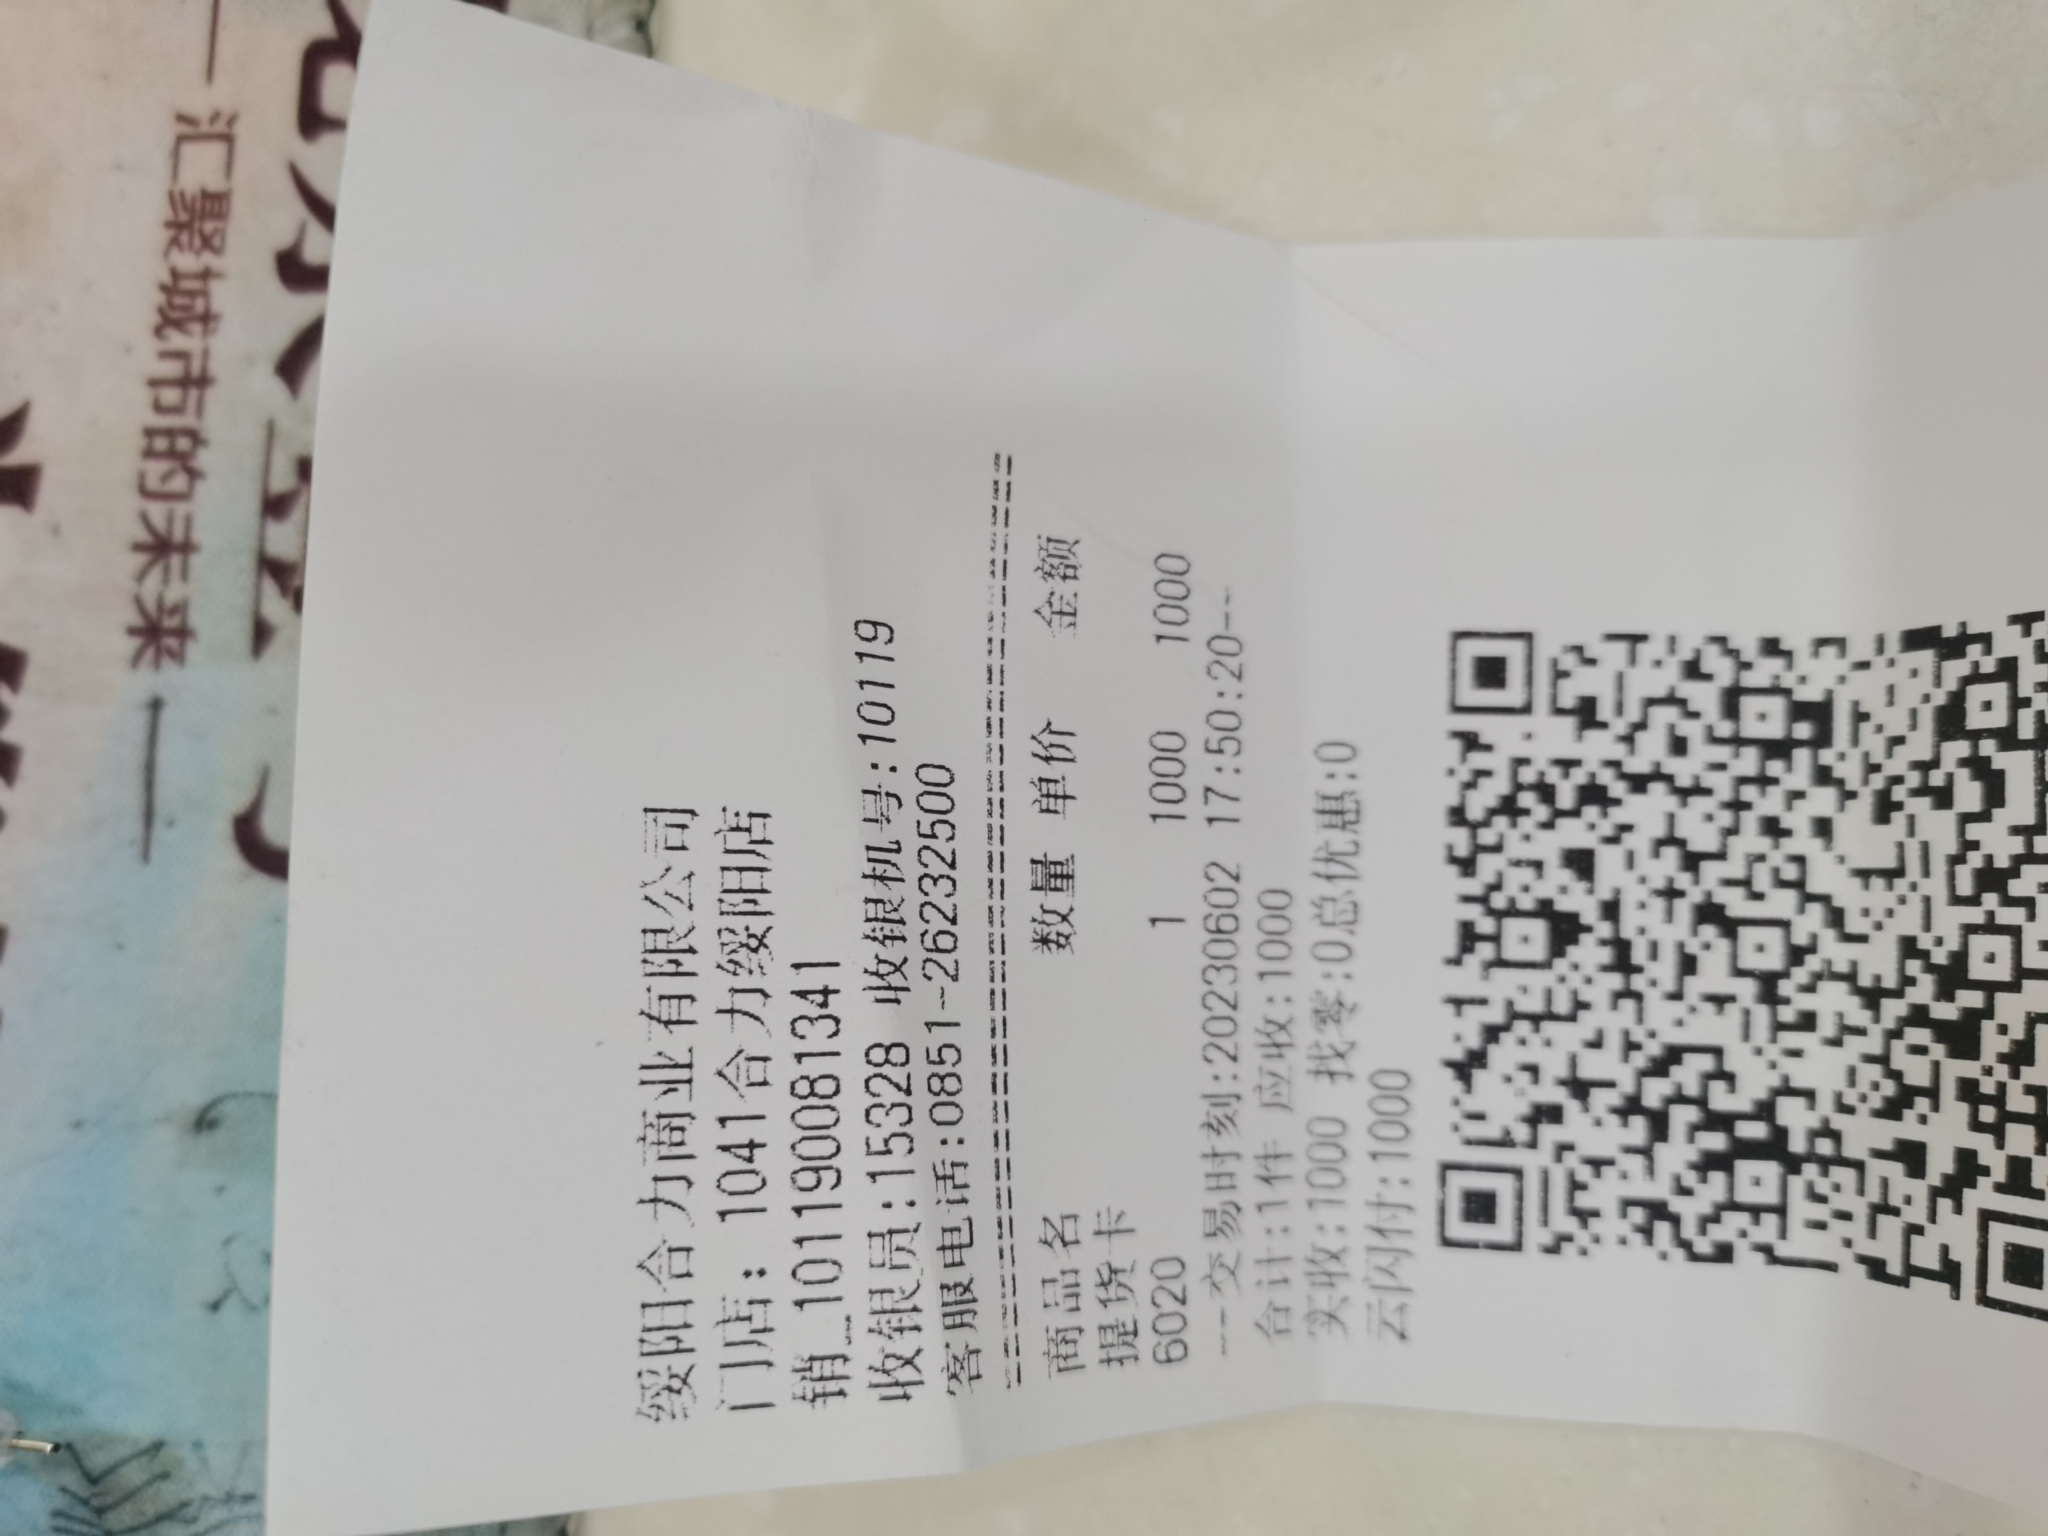 绥阳合力商业有限公司
门店：1041合力绥阳店
销_10119008131341
收银员:15328 收银机号:10119
客服电话:0851-26232500
商品名 数量 单价 金额
提货卡
6020 1 1000 1000
---交易时刻:20230602 17:50:20---
合计:1件 应收:1000
实收:1000 找零:0总优惠:0
云闪付:1000
汇聚城市的未来